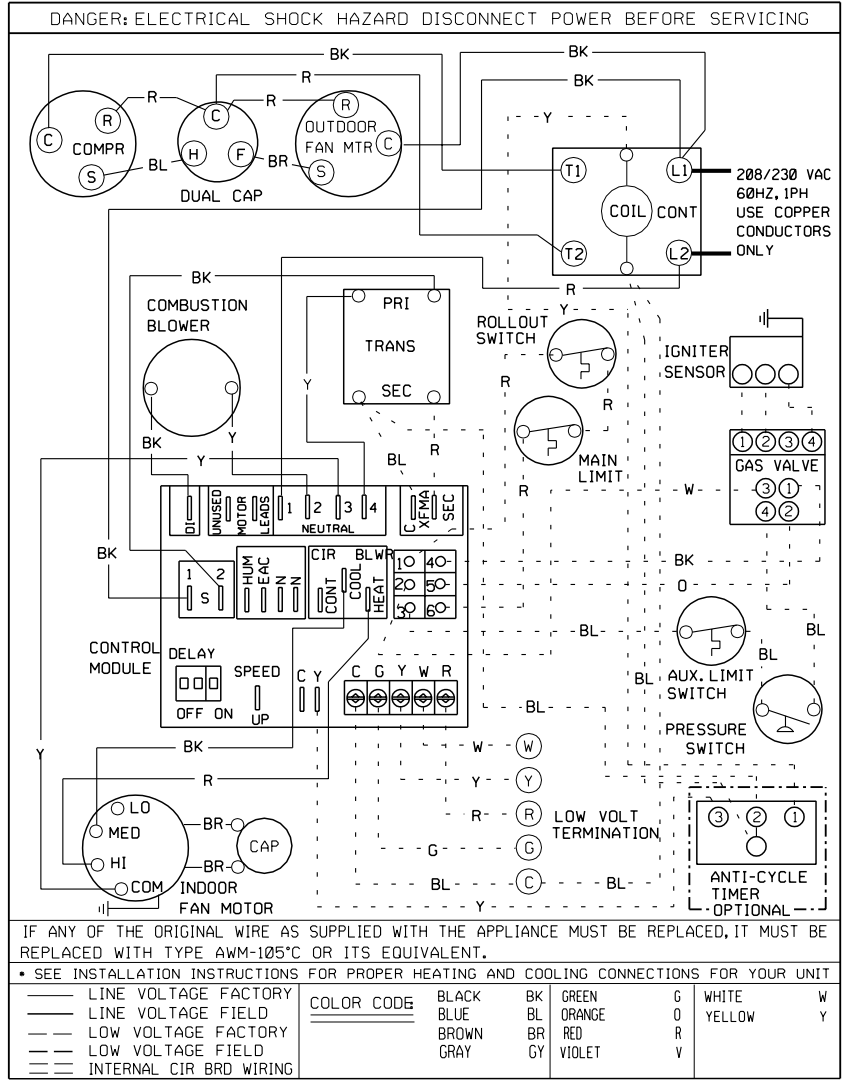 DANGER: ELECTRICAL SHOCK HAZARD DISCONNECT POWER BEFORE SERVICING
BK
BK
R
BK
R
R
R
C
R
OUTDOOR
FAN MTR
C
Y
C
COMPR
S
BL
H
F
BR
S
DUAL CAP
T1
L1
COIL
CONT
T2
L2
208/230 VAC
60HZ, 1PH
USE COPPER
CONDUCTORS
ONLY
BK
R
COMBUSTION
BLOWER
PRI
TRANS
SEC
Y
Y
ROLLOUT
SWITCH
IGNITER
SENSOR
R
R
BK
Y
Y
BL
R
MAIN
LIMIT
R
1 2 3 4
GAS VALVE
3 1
4 2
W
DI
UNUSED
MOTOR
LEADS
1 2 3 4
NEUTRAL
C
XFMA
SEC
BK
1 2
S
HUM
EAC
N
N
CIR BLWR
CONT
COOL
HEAT
1 4
2 5
3 6
BK
O
BL
BL
BL
CONTROL
MODULE
DELAY
OFF ON
SPEED
UP
C Y
C G Y W R
BL
AUX. LIMIT
SWITCH
BL
PRESSURE
SWITCH
BK
W
W
Y
R
Y
Y
R
R
G
G
BL
C
BL
Y
LOW VOLT
TERMINATION
LO
MED
HI
COM
BR
BR
CAP
INDOOR
FAN MOTOR
3 2 1
ANTI-CYCLE
TIMER
OPTIONAL
IF ANY OF THE ORIGINAL WIRE AS SUPPLIED WITH THE APPLIANCE MUST BE REPLACED, IT MUST BE
REPLACED WITH TYPE AWM-105°C OR ITS EQUIVALENT.
* SEE INSTALLATION INSTRUCTIONS FOR PROPER HEATING AND COOLING CONNECTIONS FOR YOUR UNIT
LINE VOLTAGE FACTORY
LINE VOLTAGE FIELD
LOW VOLTAGE FACTORY
LOW VOLTAGE FIELD
INTERNAL CIR BRD WIRING
COLOR CODE:
BLACK BK
BLUE BL
BROWN BR
GRAY GY
GREEN G
ORANGE O
RED R
VIOLET V
WHITE W
YELLOW Y